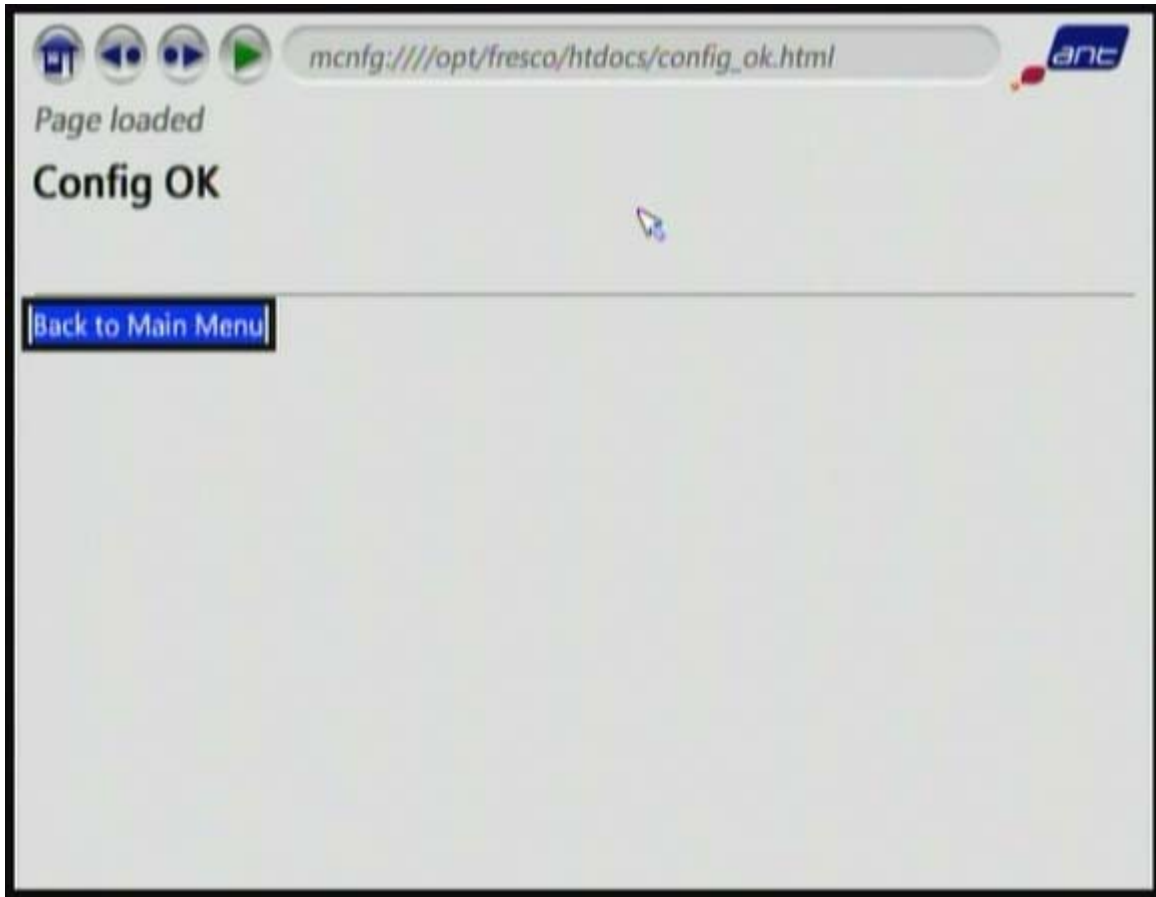 mcnfg:////opt/fresco/htdocs/config_ok.html
ant
Page loaded
Config OK
Back to Main Menu